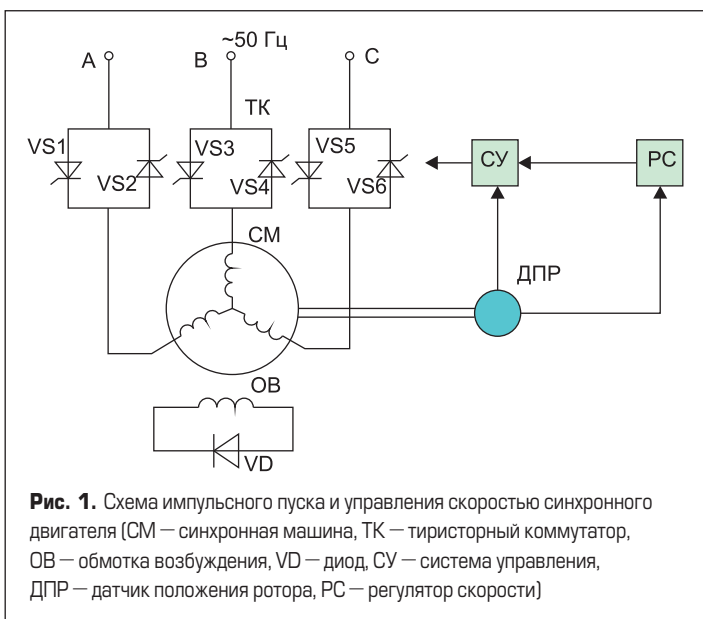 ~50 Гц
A B C
ТК
VS1 VS3 VS5
VS2 VS4 VS6
СУ РС
СМ
ДПР
ОВ
VD
Рис. 1. Схема импульсного пуска и управления скоростью синхронного
двигателя (СМ — синхронная машина, ТК — тиристорный коммутатор,
ОВ — обмотка возбуждения, VD — диод, СУ — система управления,
ДПР — датчик положения ротора, РС — регулятор скорости)